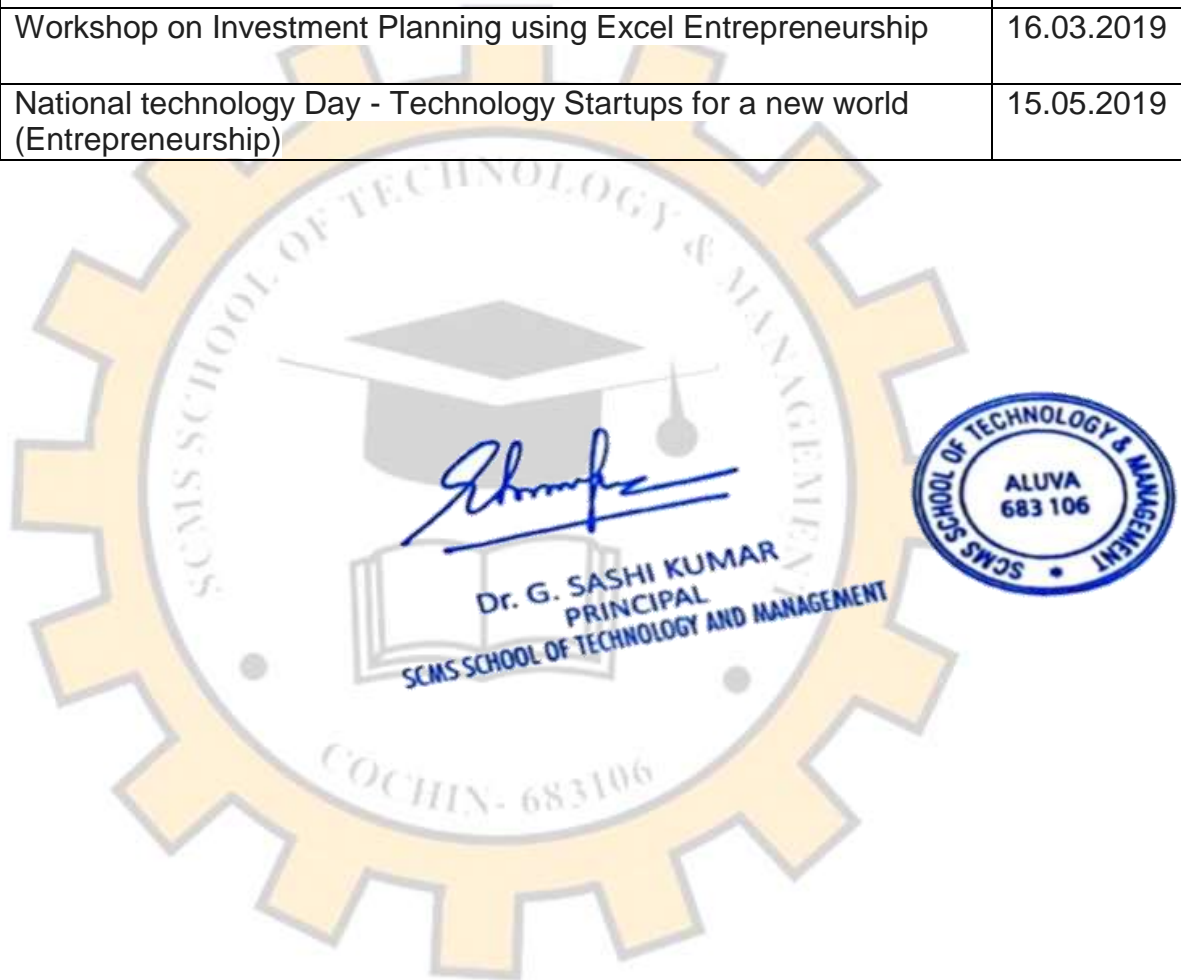 Workshop on Investment Planning using Excel Entrepreneurship
16.03.2019
National technology Day - Technology Startups for a new world
(Entrepreneurship)
15.05.2019
SCMS SCHOOL OF TECHNOLOGY & MANAGEMENT
COCHIN- 683106
Dr. G. SASHI KUMAR
PRINCIPAL
SCMS SCHOOL OF TECHNOLOGY AND MANAGEMENT
SCMS SCHOOL OF TECHNOLOGY & MANAGEMENT
ALUVA
683 106